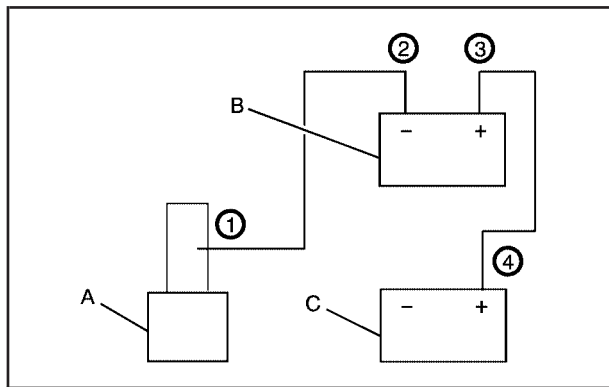 ② ③
B
− +
①
④
A
C
− +